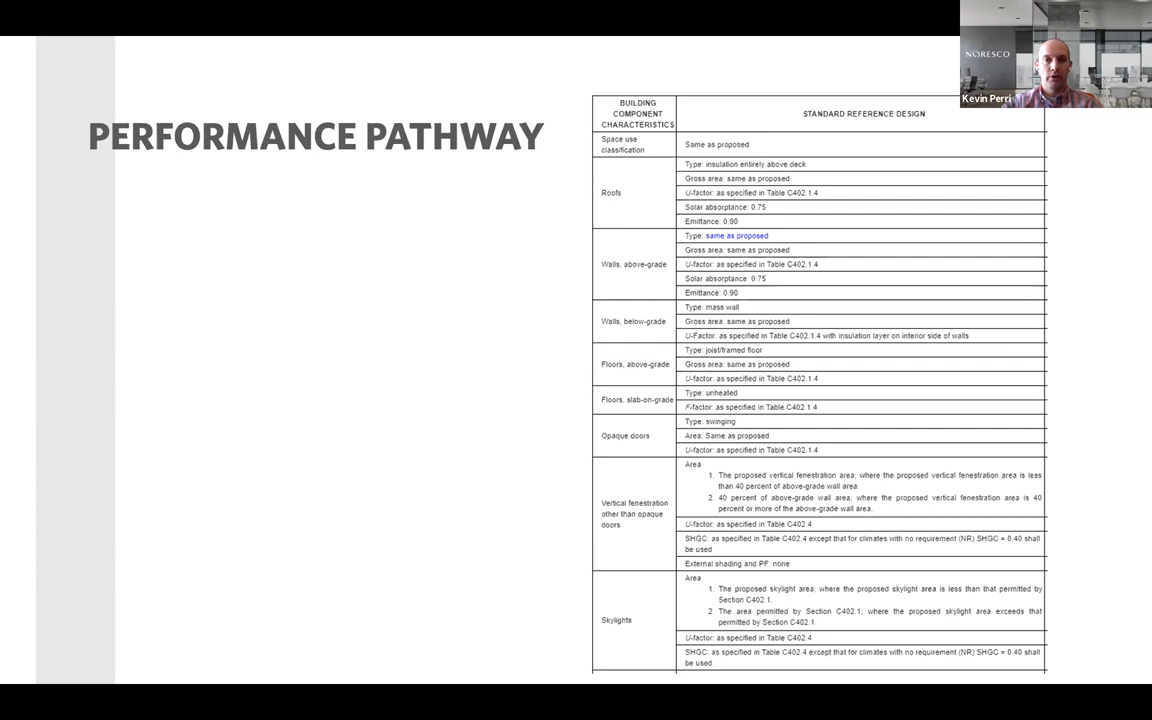 NORESCO
Kevin Perri
PERFORMANCE PATHWAY
BUILDING
COMPONENT
CHARACTERISTICS
STANDARD REFERENCE DESIGN
Space use
classification
Same as proposed
Roofs
Type: insulation entirely above deck
Gross area: same as proposed
U-factor: as specified in Table C402.1.4
Solar absorptance: 0.75
Emittance: 0.90
Walls, above-grade
Type: same as proposed
Gross area: same as proposed
U-factor: as specified in Table C402.1.4
Solar absorptance: 0.75
Emittance: 0.90
Walls, below-grade
Type: mass wall
Gross area: same as proposed
U-Factor: as specified in Table C402.1.4 with insulation layer on interior side of walls
Floors, above-grade
Type: joist/framed floor
Gross area: same as proposed
U-factor: as specified in Table C402.1.4
Floors, slab-on-grade
Type: unheated
F-factor: as specified in Table C402.1.4
Opaque doors
Type: swinging
Area: Same as proposed
U-factor: as specified in Table C402.1.4
Vertical fenestration
other than opaque
doors
Area
1. The proposed vertical fenestration area; where the proposed vertical fenestration area is less
than 40 percent of above-grade wall area.
2. 40 percent of above-grade wall area; where the proposed vertical fenestration area is 40
percent or more of the above-grade wall area.
U-factor: as specified in Table C402.4
SHGC: as specified in Table C402.4 except that for climates with no requirement (NR) SHGC = 0.40 shall
be used
External shading and PF: none
Skylights
Area
1. The proposed skylight area; where the proposed skylight area is less than that permitted by
Section C402.1.
2 The area permitted by Section C402.1; where the proposed skylight area exceeds that
permitted by Section C402.1.
U-factor: as specified in Table C402.4
SHGC: as specified in Table C402.4 except that for climates with no requirement (NR) SHGC = 0.40 shall
be used.